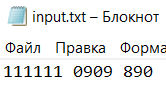 input.txt – Блокнот
Файл Правка Форма
111111 0909 890